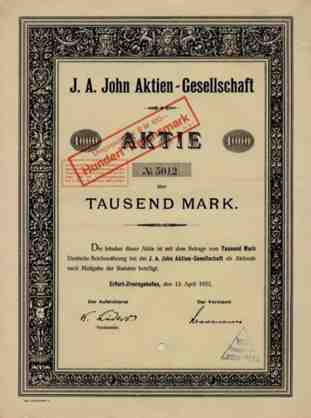 J. A. John Aktien-Gesellschaft
1000 AKTIE 1000
Hundert Reichsmark
№ 5012
über
TAUSEND MARK.
Der Inhaber dieser Aktie ist mit dem Betrage von Tausend Mark
Deutsche Reichswährung bei der J. A. John Aktien-Gesellschaft als Aktionär
nach Maßgabe der Statuten beteiligt.
Erfurt-Ilversgehofen, den 13. April 1922.
Der Aufsichtsrat Der Vorstand
Vorsitzender.